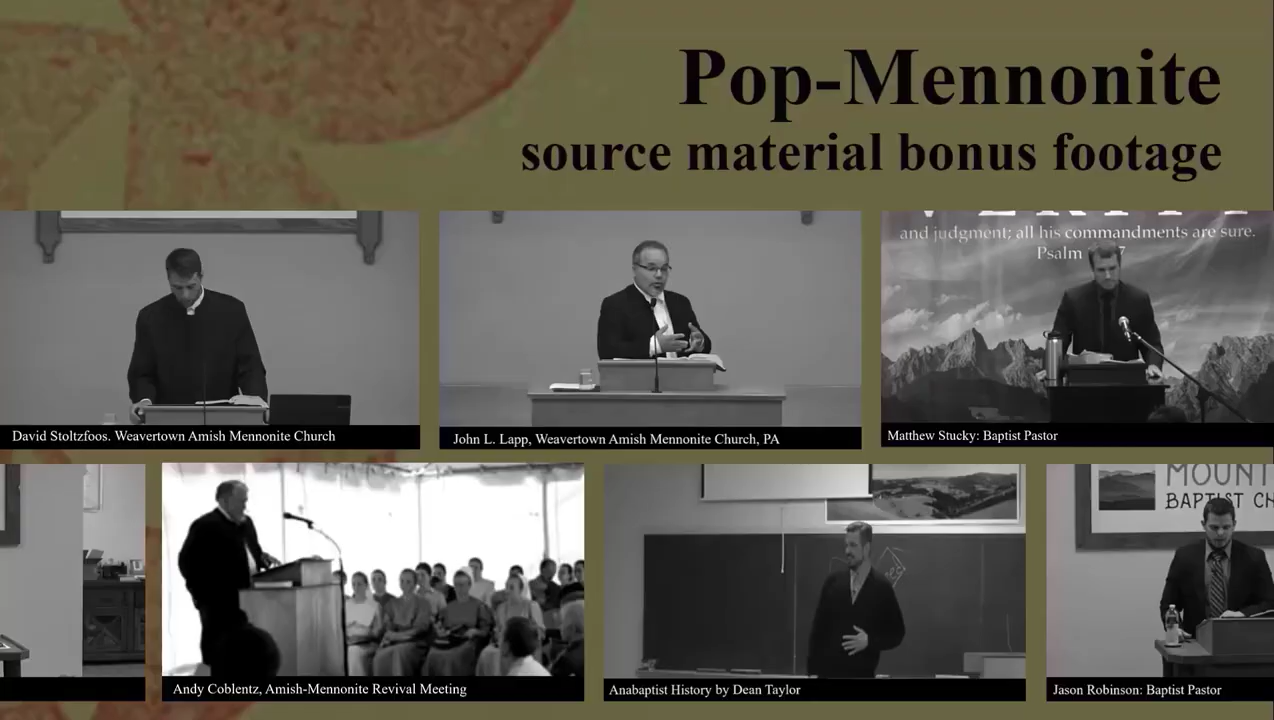 Pop-Mennonite
source material bonus footage
and judgment; all his commandments are sure.
Psalm 7
David Stoltzfoos. Weavertown Amish Mennonite Church
John L. Lapp, Weavertown Amish Mennonite Church, PA
Matthew Stucky: Baptist Pastor
MOUNT
BAPTIST CH
Andy Coblentz, Amish-Mennonite Revival Meeting
Anabaptist History by Dean Taylor
Jason Robinson: Baptist Pastor